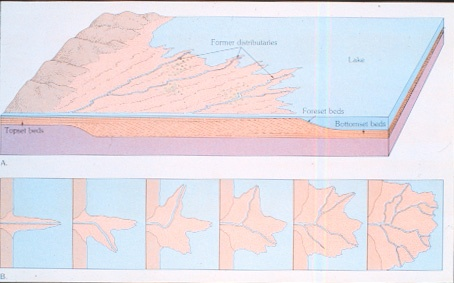 Former distributaries
Lake
Foreset beds
Topset beds
Bottomset beds
A.
B.